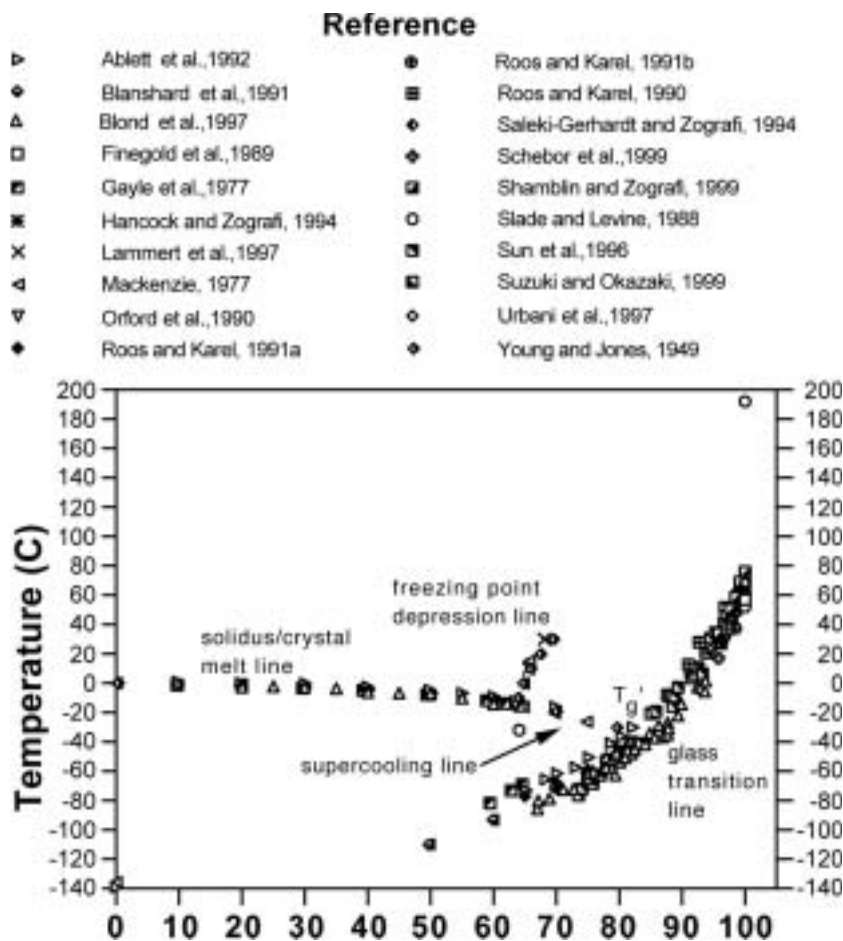 Reference
Ablett et al.,1992
Blanshard et al.,1991
Blond et al.,1997
Finegold et al.,1989
Gayle et al.,1977
Hancock and Zografi, 1994
Lammert et al.,1997
Mackenzie, 1977
Orford et al.,1990
Roos and Karel, 1991a
Roos and Karel, 1991b
Roos and Karel, 1990
Saleki-Gerhardt and Zografi, 1994
Schebor et al.,1999
Shamblin and Zografi, 1999
Slade and Levine, 1988
Sun et al.,1996
Suzuki and Okazaki, 1999
Urbani et al.,1997
Young and Jones, 1949
Temperature (C)
200
180
160
140
120
100
80
60
40
20
0
-20
-40
-60
-80
-100
-120
-140
freezing point
depression line
solidus/crystal
melt line
Tg'
supercooling line
glass
transition
line
200
180
160
140
120
100
80
60
40
20
0
-20
-40
-60
-80
-100
-120
-140
0 10 20 30 40 50 60 70 80 90 100